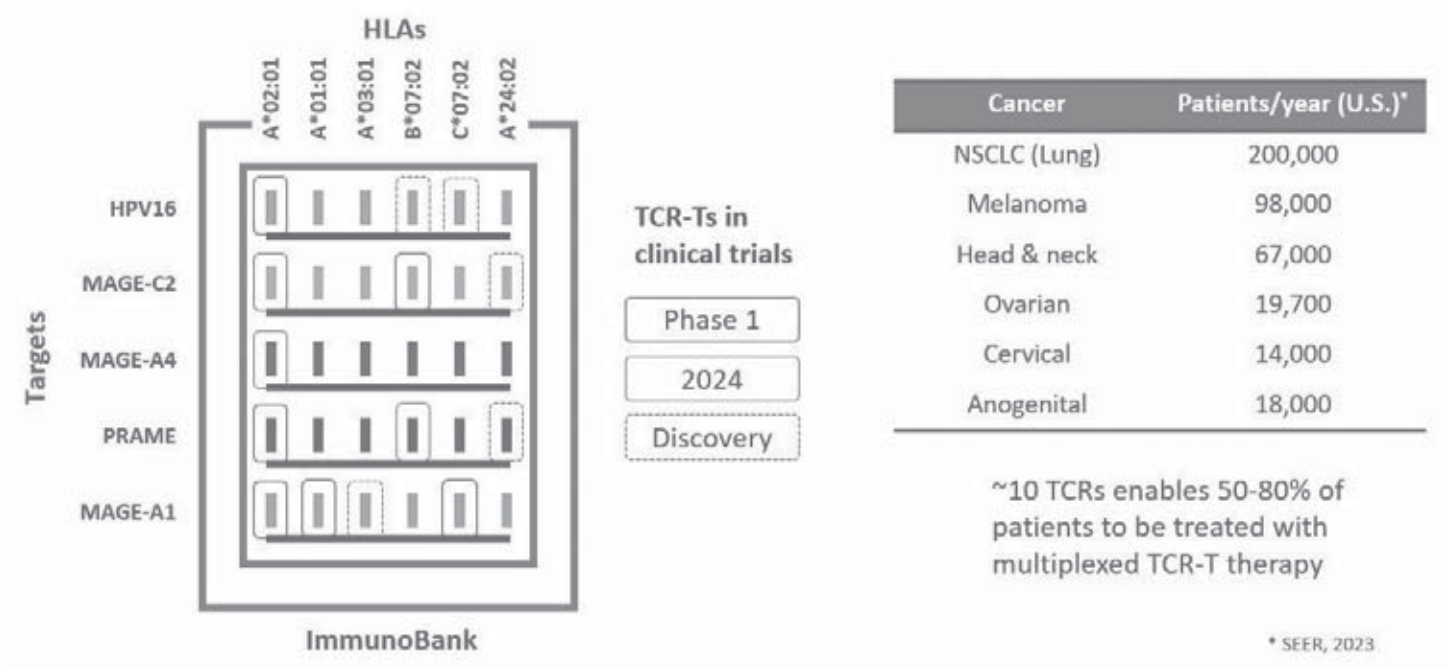 HLAs
A*02:01
A*01:01
A*03:01
B*07:02
C*07:02
A*24:02
Targets
HPV16
MAGE-C2
MAGE-A4
PRAME
MAGE-A1
ImmunoBank
TCR-Ts in
clinical trials
Phase 1
2024
Discovery
Cancer Patients/year (U.S.)*
NSCLC (Lung) 200,000
Melanoma 98,000
Head & neck 67,000
Ovarian 19,700
Cervical 14,000
Anogenital 18,000
~10 TCRs enables 50-80% of
patients to be treated with
multiplexed TCR-T therapy
* SEER, 2023